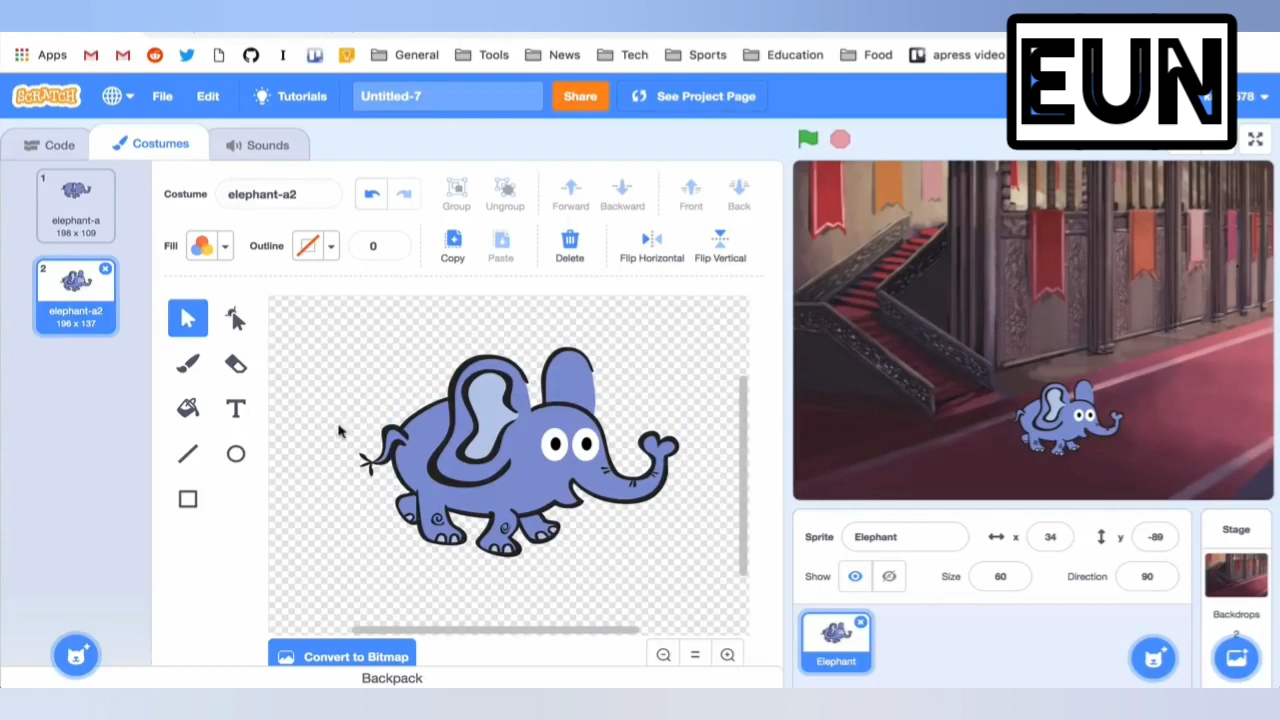 EUN
Apps General Tools News Tech Sports Education Food apress video
SCRATCH File Edit Tutorials Untitled-7 Share See Project Page 578
Code Costumes Sounds
1
elephant-a
198 x 109
2
elephant-a2
196 x 137
Costume elephant-a2 Group Ungroup Forward Backward Front Back
Fill Outline 0 Copy Paste Delete Flip Horizontal Flip Vertical
T
Convert to Bitmap
Backpack
Sprite Elephant x 34 y -89
Show Size 60 Direction 90
Elephant
Stage
Backdrops
2